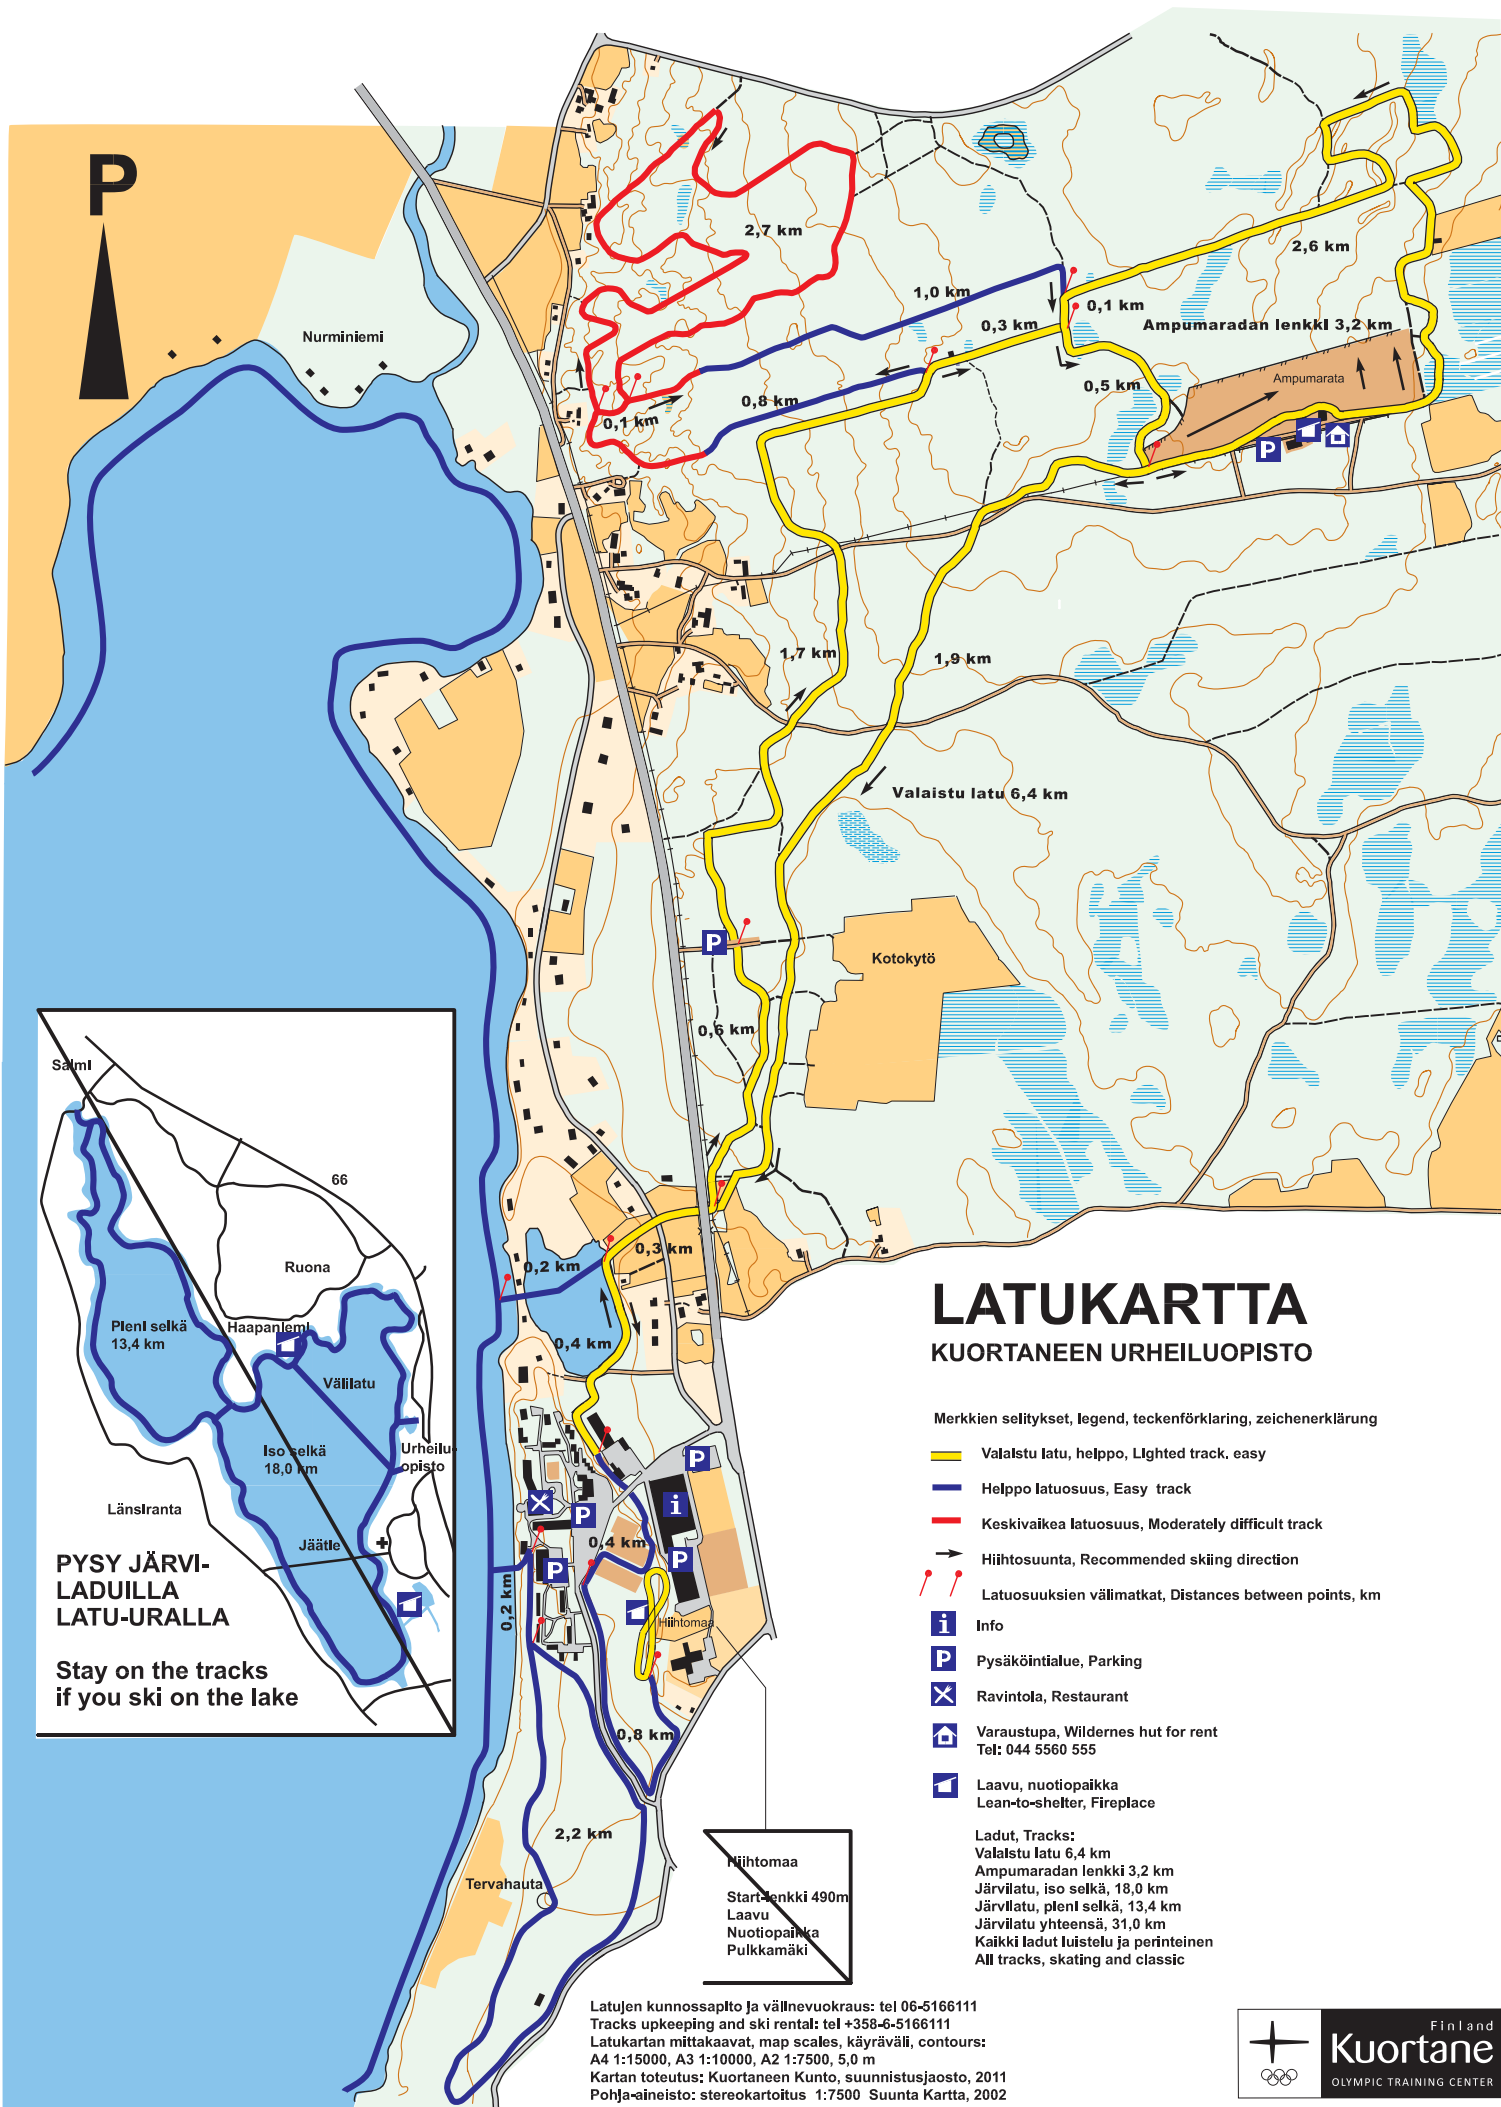 P
Nurminiemi
2,7 km
1,0 km
2,6 km
0,1 km
0,3 km
Ampumaradan lenkki 3,2 km
Ampumarata
0,5 km
0,8 km
0,1 km
P
1,7 km
1,9 km
Valaistu latu 6,4 km
P
Kotokytö
0,6 km
0,3 km
0,2 km
0,4 km
P
i
P
0,4 km
P
P
0,2 km
Hiihtomaa
0,8 km
2,2 km
Tervahauta
Salmi
66
Ruona
Pieni selkä
13,4 km
Haapaniemi
Välilatu
Iso selkä
18,0 km
Urheilu-
opisto
Länsiranta
Jäätie
PYSY JÄRVI-
LADUILLA
LATU-URALLA
Stay on the tracks
if you ski on the lake
Hiihtomaa
Start-lenkki 490m
Laavu
Nuotiopaikka
Pulkkamäki
LATUKARTTA
KUORTANEEN URHEILUOPISTO
Merkkien selitykset, legend, teckenförklaring, zeichenerklärung
Valaistu latu, helppo, Lighted track, easy
Helppo latuosuus, Easy track
Keskivaikea latuosuus, Moderately difficult track
Hiihtosuunta, Recommended skiing direction
Latuosuuksien välimatkat, Distances between points, km
i Info
P Pysäköintialue, Parking
Ravintola, Restaurant
Varaustupa, Wildernes hut for rent
Tel: 044 5560 555
Laavu, nuotiopaikka
Lean-to-shelter, Fireplace
Ladut, Tracks:
Valaistu latu 6,4 km
Ampumaradan lenkki 3,2 km
Järvilatu, iso selkä, 18,0 km
Järvilatu, pieni selkä, 13,4 km
Järvilatu yhteensä, 31,0 km
Kaikki ladut luistelu ja perinteinen
All tracks, skating and classic
Latujen kunnossapito ja välinevuokraus: tel 06-5166111
Tracks upkeeping and ski rental: tel +358-6-5166111
Latukartan mittakaavat, map scales, käyräväli, contours:
A4 1:15000, A3 1:10000, A2 1:7500, 5,0 m
Kartan toteutus: Kuortaneen Kunto, suunnistusjaosto, 2011
Pohja-aineisto: stereokartoitus 1:7500 Suunta Kartta, 2002
Finland
Kuortane
OLYMPIC TRAINING CENTER